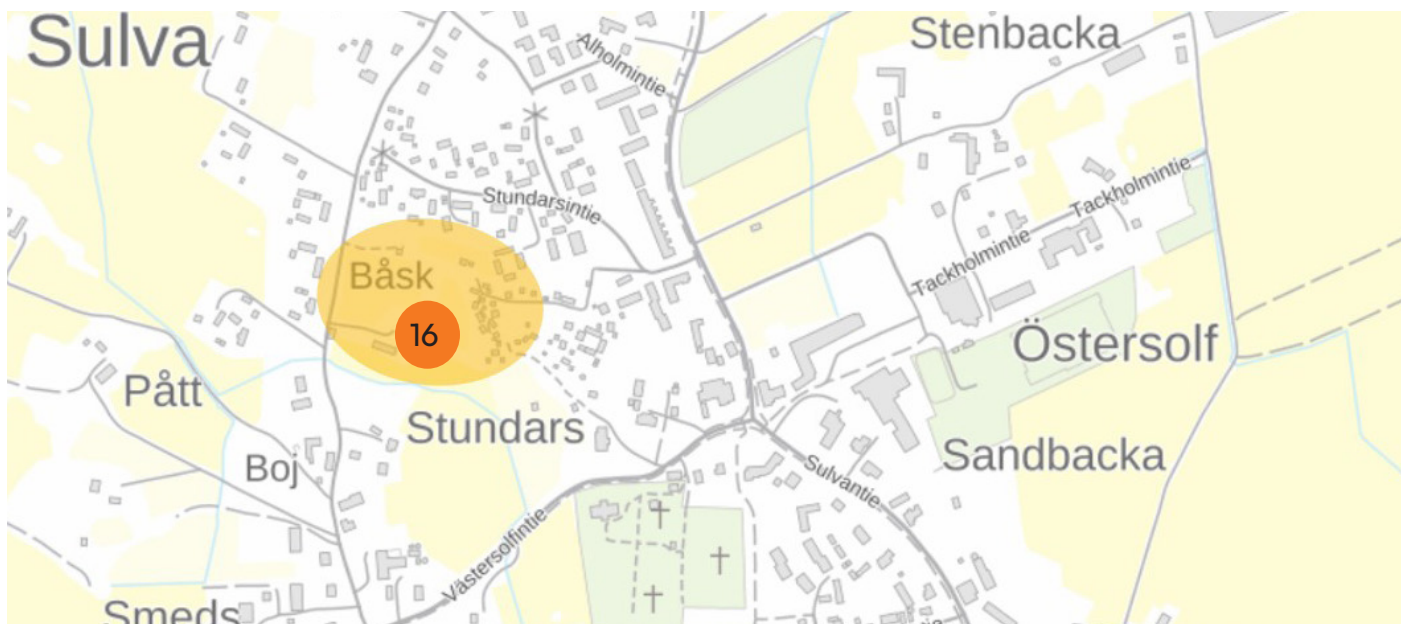 Sulva
Stenbacka
Alholmintie
Stundarsintie
Tackholmintie
Tackholmintie
Båsk
16
Östersolf
Pått
Stundars
Sandbacka
Boj
Sulvantie
Västersolfintie
Smeds